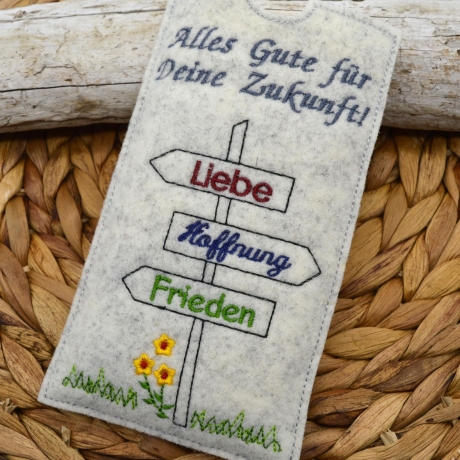 Alles Gute für
Deine Zukunft!
Liebe
Hoffnung
Frieden